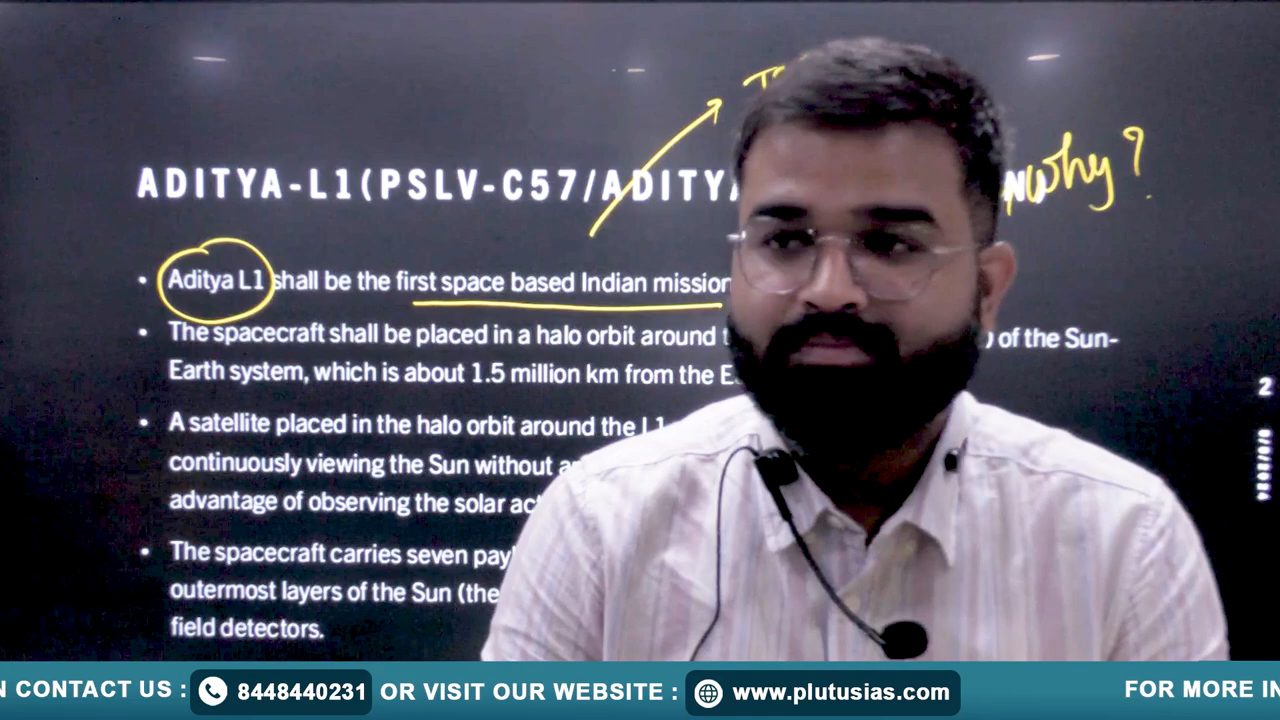 ADITYA-L1(PSLV-C57/ADITYA
Why?
• Aditya L1 shall be the first space based Indian mission
• The spacecraft shall be placed in a halo orbit around of the Sun-
Earth system, which is about 1.5 million km from the
• A satellite placed in the halo orbit around the L1
continuously viewing the Sun without
advantage of observing the solar
• The spacecraft carries seven
outermost layers of the Sun (the
field detectors.
2
CONTACT US : 8448440231 OR VISIT OUR WEBSITE : www.plutusias.com FOR MORE